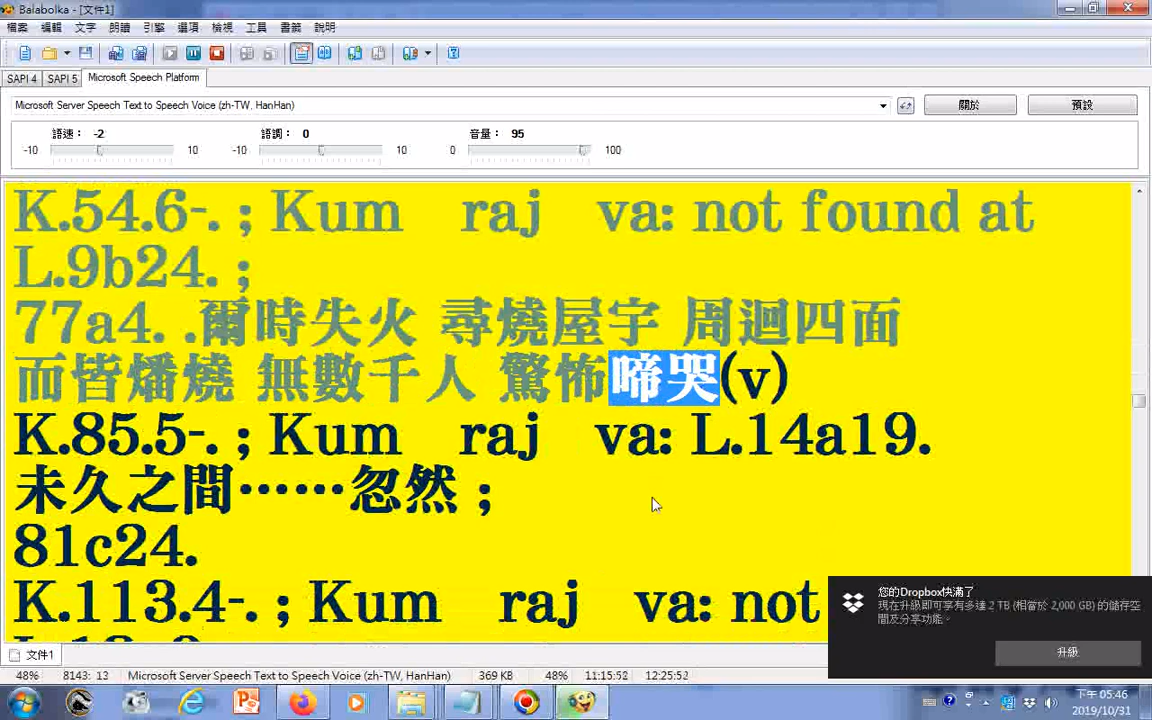 Balabolka - [文件1]
檔案 編輯 文字 朗讀 引擎 選項 檢視 工具 書籤 說明
SAPI 4 SAPI 5 Microsoft Speech Platform
Microsoft Server Speech Text to Speech Voice (zh-TW, HanHan) 關於 預設
語速： -2 語調： 0 音量： 95
-10 10 -10 10 0 100
K.54.6-. ; Kum raj va: not found at
L.9b24. ;
77a4. .爾時失火 尋燒屋宇 周迴四面
而皆燔燒 無數千人 驚怖啼哭(v)
K.85.5-. ; Kum raj va: L.14a19.
未久之間……忽然 ;
81c24.
K.113.4-. ; Kum raj va: not
您的Dropbox快滿了
現在升級即可享有多達 2 TB (相當於 2,000 GB) 的儲存空
間及分享功能。
升級
文件1
48% 8143: 13 Microsoft Server Speech Text to Speech Voice (zh-TW, HanHan) 369 KB 48% 11:15:52 12:25:52
下午 05:46
2019/10/31